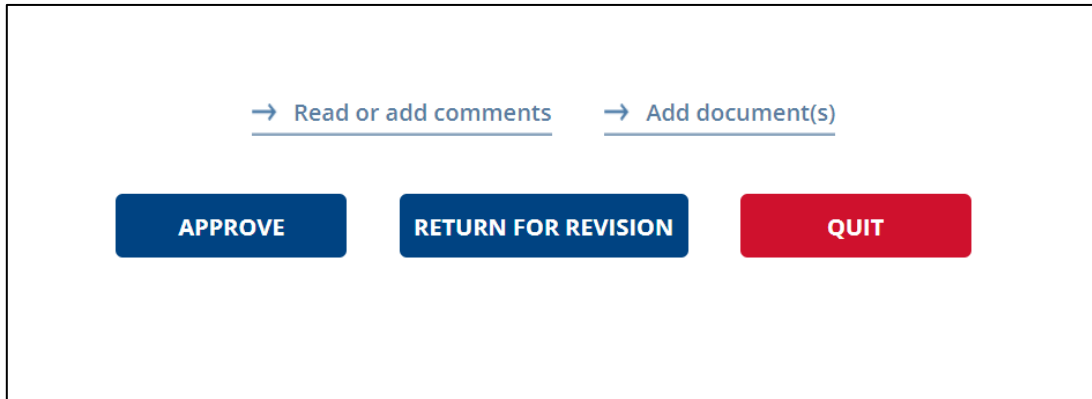 → Read or add comments → Add document(s)
APPROVE RETURN FOR REVISION QUIT